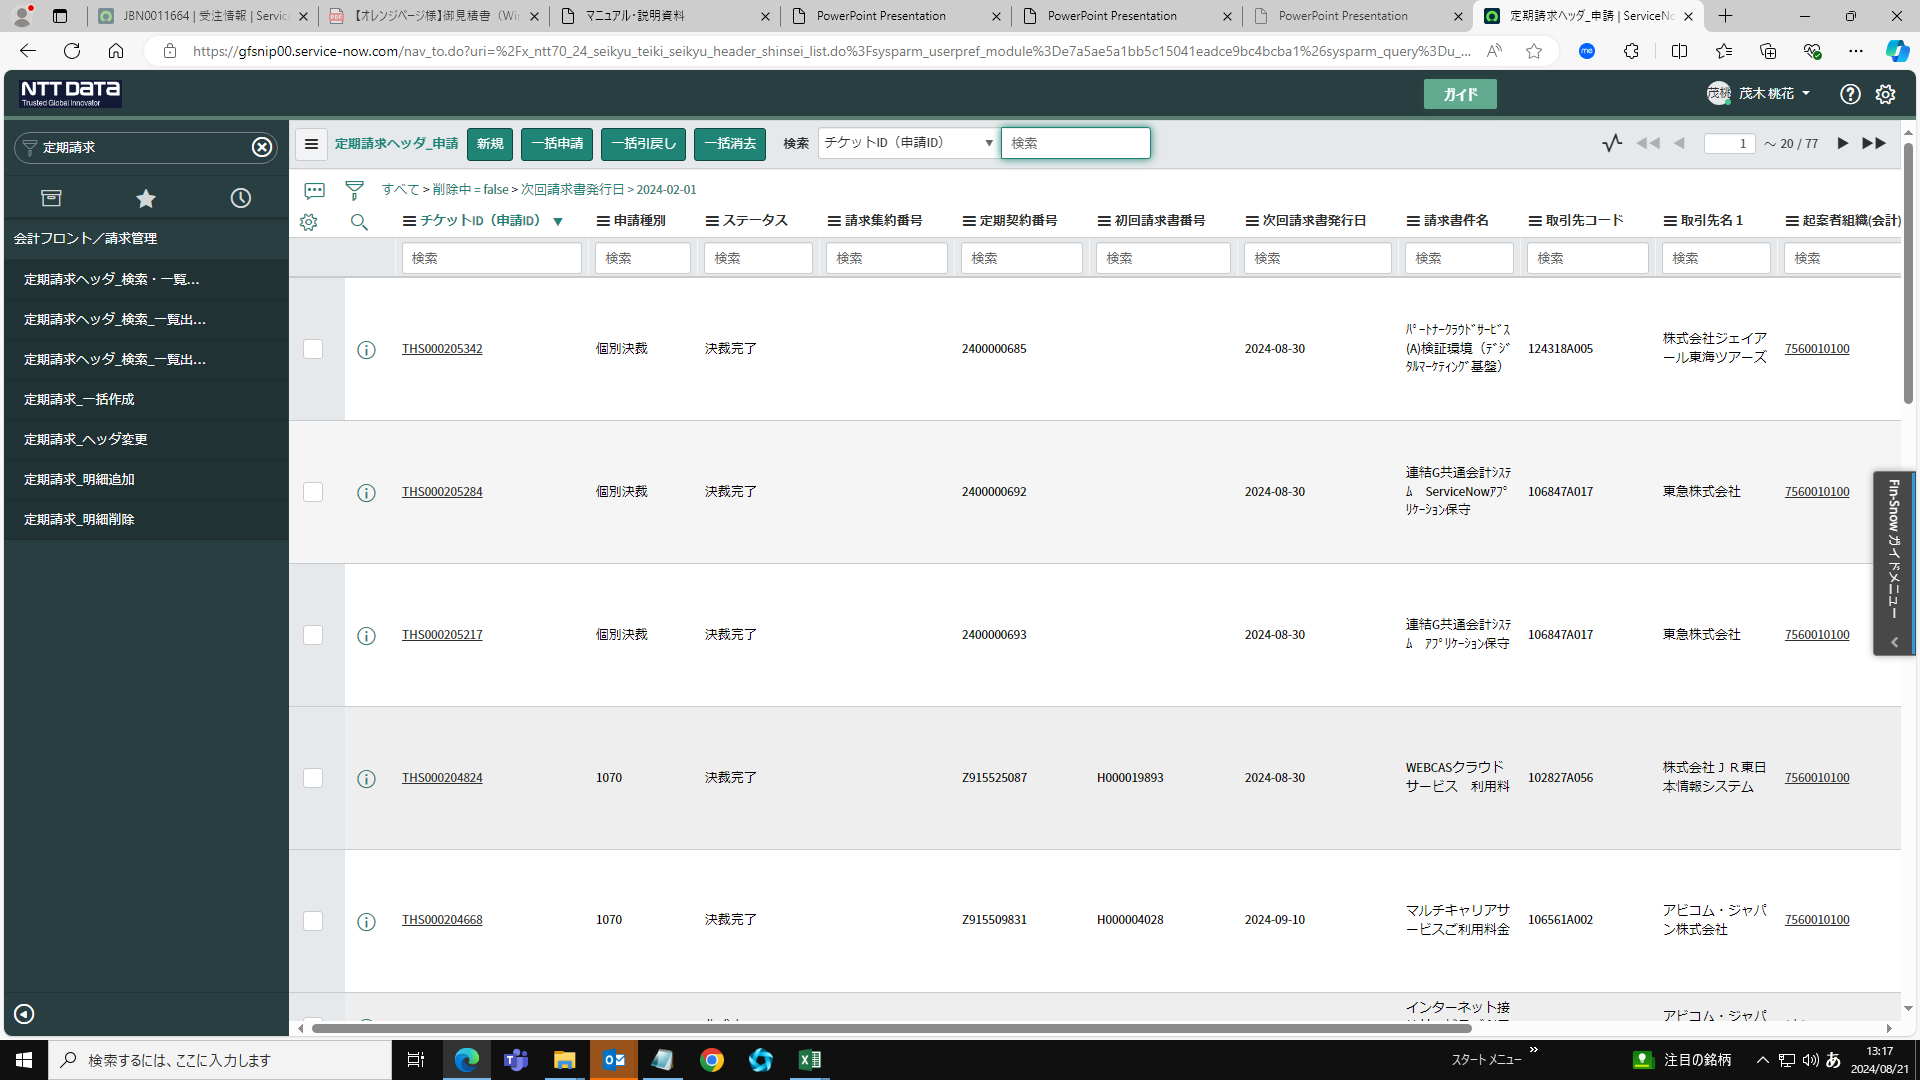 JBN0011664 | 受注情報 | Servic
【オレンジページ様】御見積書（Wi
マニュアル・説明資料
PowerPoint Presentation
PowerPoint Presentation
PowerPoint Presentation
定期請求ヘッダ_申請 | ServiceNo
https://gfsnip00.service-now.com/nav_to.do?uri=%2Fx_ntt70_24_seikyu_teiki_seikyu_header_shinsei_list.do%3Fsysparm_userpref_module%3De7a5ae5a1bb5c15041eadce9bc4bcba1%26sysparm_query%3Du_...
NTT DATA
Trusted Global Innovator
ガイド
茂桃 茂木 桃花
定期請求
定期請求ヘッダ_申請 新規 一括申請 一括引戻し 一括消去 検索 チケットID（申請ID） 検索
1 ～ 20 / 77
すべて > 削除中 = false > 次回請求書発行日 > 2024-02-01
チケットID（申請ID） 申請種別 ステータス 請求集約番号 定期契約番号 初回請求書番号 次回請求書発行日 請求書件名 取引先コード 取引先名１ 起案者組織(会計)
検索 検索 検索 検索 検索 検索 検索 検索 検索 検索 検索
会計フロント／請求管理
定期請求ヘッダ_検索・一覧...
定期請求ヘッダ_検索_一覧出...
定期請求ヘッダ_検索_一覧出...
定期請求_一括作成
定期請求_ヘッダ変更
定期請求_明細追加
定期請求_明細削除
THS000205342 個別決裁 決裁完了 2400000685 2024-08-30 ﾊﾟｰﾄﾅｰｸﾗｳﾄﾞｻｰﾋﾞｽ
(A)検証環境（ﾃﾞｼﾞ
ﾀﾙﾏｰｹﾃｨﾝｸﾞ基盤）
124318A005 株式会社ジェイア
ール東海ツアーズ
7560010100
THS000205284 個別決裁 決裁完了 2400000692 2024-08-30 連結G共通会計ｼｽﾃ
ﾑ　ServiceNowｱﾌﾟ
ﾘｹｰｼｮﾝ保守
106847A017 東急株式会社 7560010100
THS000205217 個別決裁 決裁完了 2400000693 2024-08-30 連結G共通会計ｼｽﾃ
ﾑ　ｱﾌﾟﾘｹｰｼｮﾝ保守
106847A017 東急株式会社 7560010100
THS000204824 1070 決裁完了 Z915525087 H000019893 2024-08-30 WEBCASクラウド
サービス　利用料
102827A056 株式会社ＪＲ東日
本情報システム
7560010100
THS000204668 1070 決裁完了 Z915509831 H000004028 2024-09-10 マルチキャリアサ
ービスご利用料金
106561A002 アビコム・ジャパ
ン株式会社
7560010100
インターネット接
アビコム・ジャパ
Fin-Snow ガイドメニュー
検索するには、ここに入力します
スタート メニュー
注目の銘柄
あ
13:17
2024/08/21